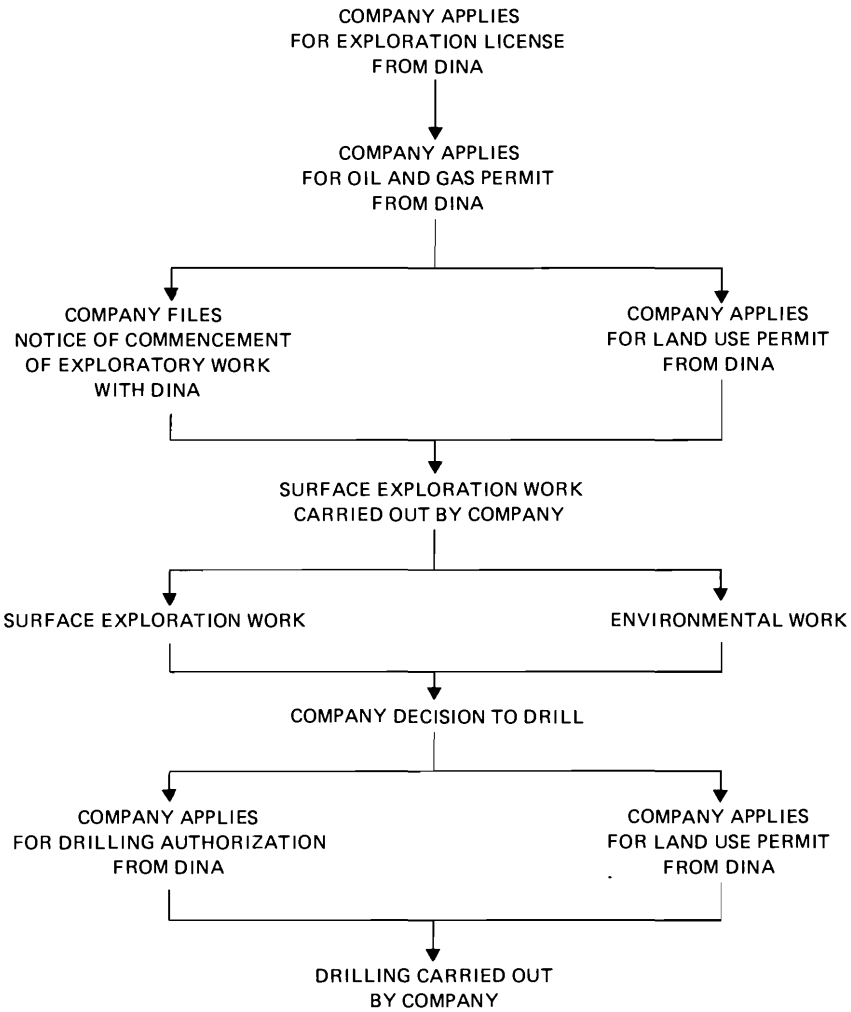 COMPANY APPLIES
FOR EXPLORATION LICENSE
FROM DINA
COMPANY APPLIES
FOR OIL AND GAS PERMIT
FROM DINA
COMPANY FILES
NOTICE OF COMMENCEMENT
OF EXPLORATORY WORK
WITH DINA
COMPANY APPLIES
FOR LAND USE PERMIT
FROM DINA
SURFACE EXPLORATION WORK
CARRIED OUT BY COMPANY
SURFACE EXPLORATION WORK
ENVIRONMENTAL WORK
COMPANY DECISION TO DRILL
COMPANY APPLIES
FOR DRILLING AUTHORIZATION
FROM DINA
COMPANY APPLIES
FOR LAND USE PERMIT
FROM DINA
DRILLING CARRIED OUT
BY COMPANY